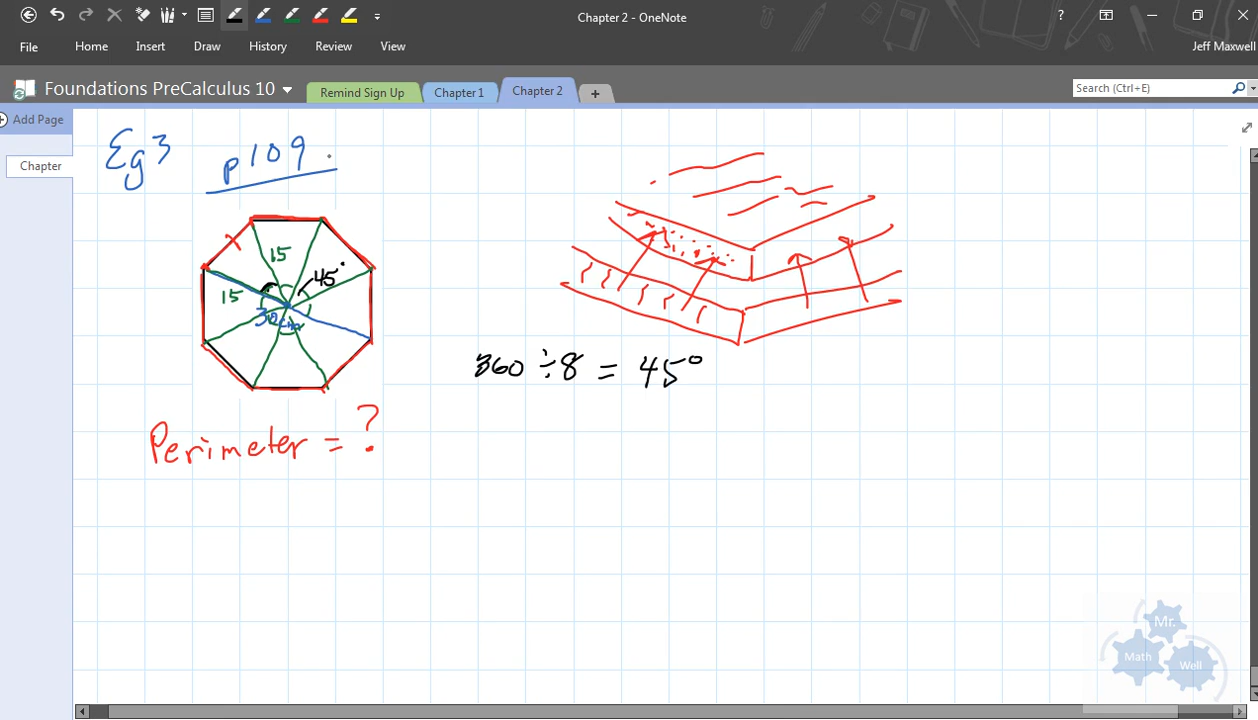 Chapter 2 - OneNote
?
File
Home
Insert
Draw
History
Review
View
Jeff Maxwell
Foundations PreCalculus 10
Remind Sign Up
Chapter 1
Chapter 2
+
Search (Ctrl+E)
Add Page
Chapter
Eg 3 p109
15
45°
15
30cm
360 ÷ 8 = 45°
Perimeter = ?
Mr.
Math
Well